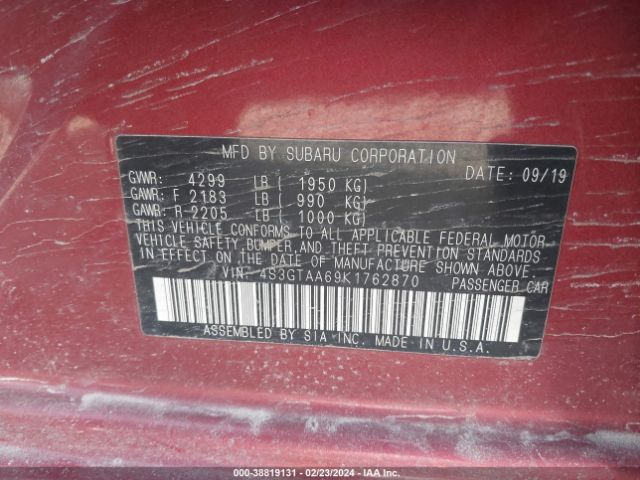 MFD BY SUBARU CORPORATION
DATE: 09/19
GVWR: 4299 LB ( 1950 KG)
GAWR: F 2183 LB ( 990 KG)
GAWR: R 2205 LB ( 1000 KG)
THIS VEHICLE CONFORMS TO ALL APPLICABLE FEDERAL MOTOR
VEHICLE SAFETY, BUMPER, AND THEFT PREVENTION STANDARDS
IN EFFECT ON THE DATE OF MANUFACTURE SHOWN ABOVE.
VIN: 4S3GTAA69K1762870 PASSENGER CAR
ASSEMBLED BY SIA INC. MADE IN U.S.A.
000-38819131 - 02/23/2024 - IAA Inc.